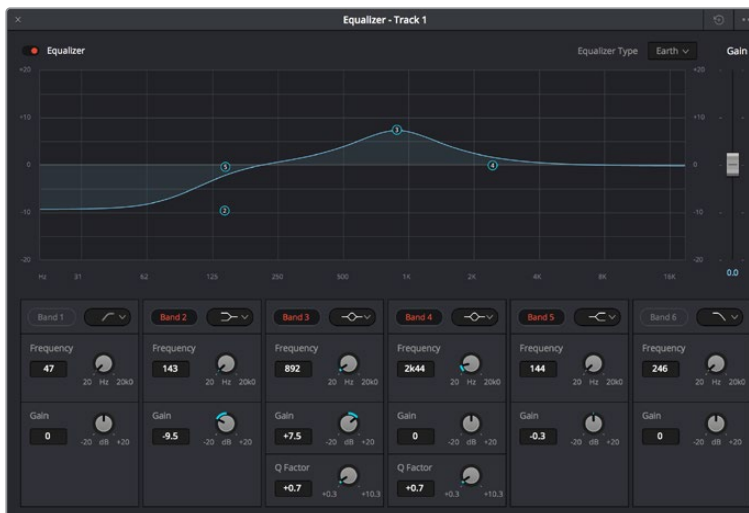 Equalizer - Track 1
Equalizer
Equalizer Type Earth Gain
+20 +20
+10 +10
0 0
-10 -10
-20 -20
Hz 31 62 125 250 500 1K 2K 4K 8K 16K
0.0
5 3 4 2
Band 1 Band 2 Band 3 Band 4 Band 5 Band 6
Frequency Frequency Frequency Frequency Frequency Frequency
47 143 892 2k44 144 246
20 Hz 20k0 20 Hz 20k0 20 Hz 20k0 20 Hz 20k0 20 Hz 20k0 20 Hz 20k0
Gain Gain Gain Gain Gain Gain
0 -9.5 +7.5 0 -0.3 0
-20 dB +20 -20 dB +20 -20 dB +20 -20 dB +20 -20 dB +20 -20 dB +20
Q Factor Q Factor
+0.7 +0.7
+0.3 +10.3 +0.3 +10.3